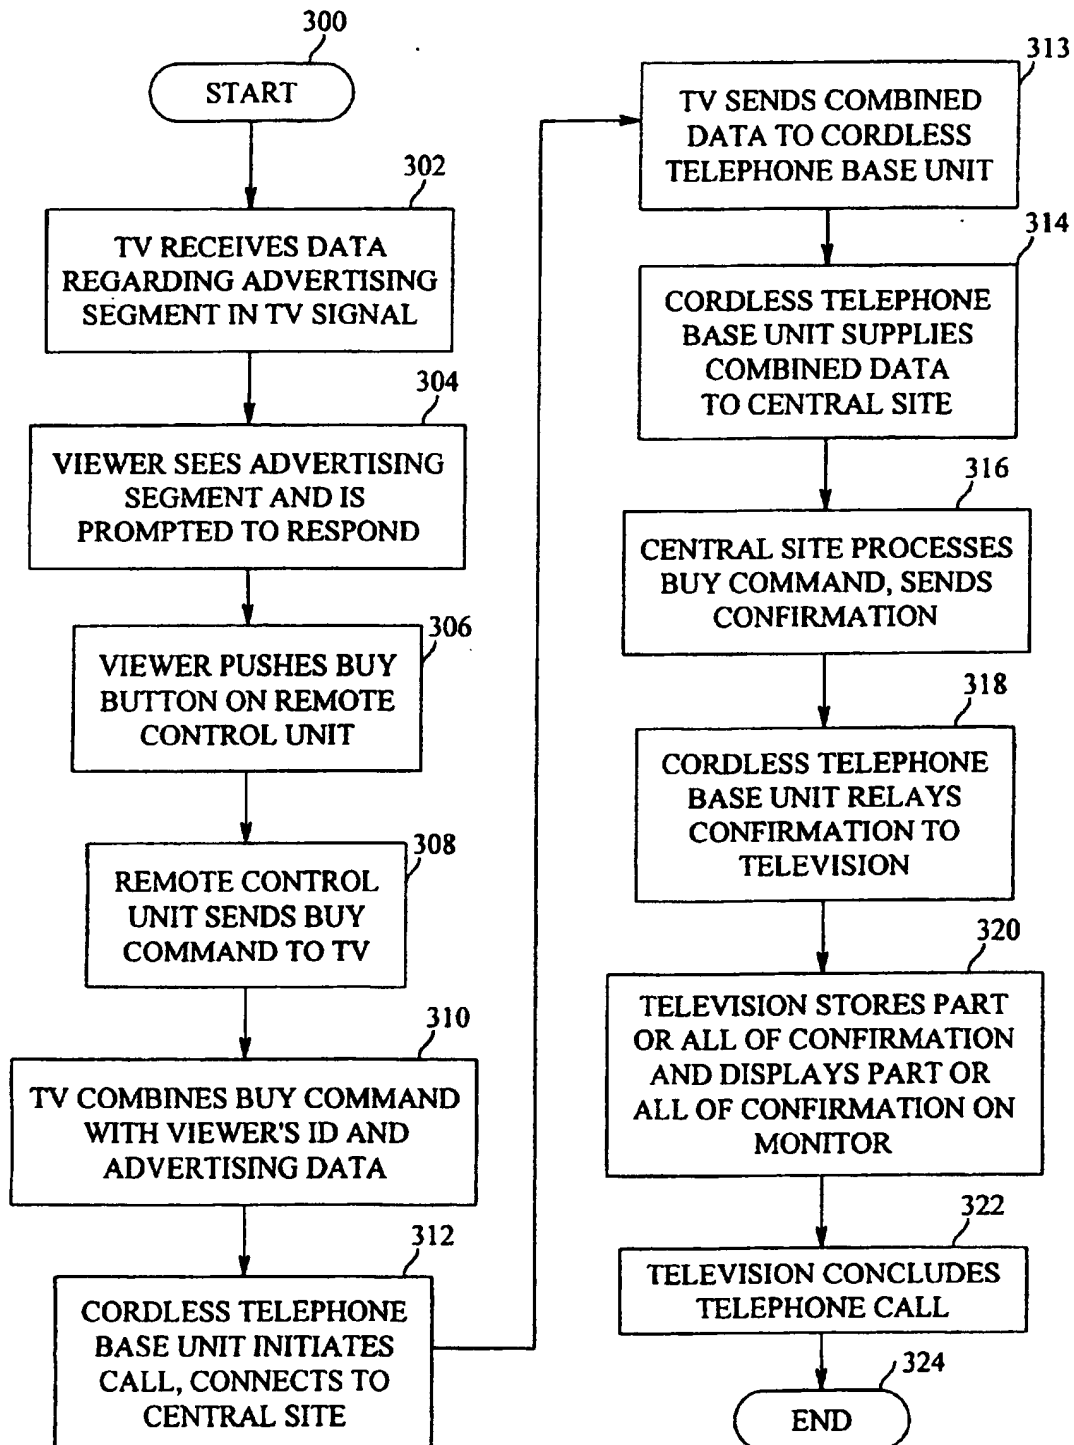 300
START
302
TV RECEIVES DATA
REGARDING ADVERTISING
SEGMENT IN TV SIGNAL
304
VIEWER SEES ADVERTISING
SEGMENT AND IS
PROMPTED TO RESPOND
306
VIEWER PUSHES BUY
BUTTON ON REMOTE
CONTROL UNIT
308
REMOTE CONTROL
UNIT SENDS BUY
COMMAND TO TV
310
TV COMBINES BUY COMMAND
WITH VIEWER'S ID AND
ADVERTISING DATA
312
CORDLESS TELEPHONE
BASE UNIT INITIATES
CALL, CONNECTS TO
CENTRAL SITE
313
TV SENDS COMBINED
DATA TO CORDLESS
TELEPHONE BASE UNIT
314
CORDLESS TELEPHONE
BASE UNIT SUPPLIES
COMBINED DATA
TO CENTRAL SITE
316
CENTRAL SITE PROCESSES
BUY COMMAND, SENDS
CONFIRMATION
318
CORDLESS TELEPHONE
BASE UNIT RELAYS
CONFIRMATION TO
TELEVISION
320
TELEVISION STORES PART
OR ALL OF CONFIRMATION
AND DISPLAYS PART OR
ALL OF CONFIRMATION ON
MONITOR
322
TELEVISION CONCLUDES
TELEPHONE CALL
324
END